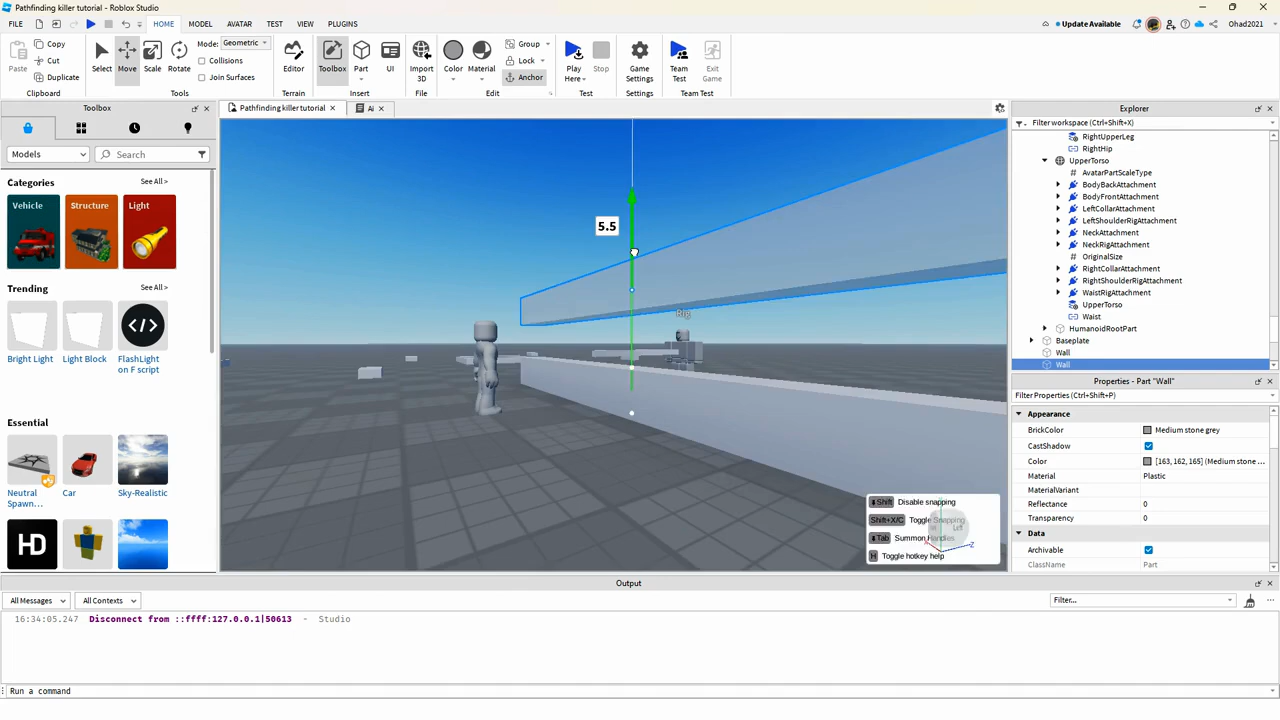 Pathfinding killer tutorial - Roblox Studio
FILE HOME MODEL AVATAR TEST VIEW PLUGINS Update Available Ohad2021
Paste
Copy
Cut
Duplicate
Clipboard
Select
Move
Scale
Rotate
Mode: Geometric
Collisions
Join Surfaces
Tools
Editor
Terrain
Toolbox
Part
UI
Insert
Import
3D
File
Color
Material
Group
Lock
Anchor
Edit
Play
Here
Stop
Test
Game
Settings
Settings
Team
Test
Exit
Game
Team Test
Toolbox
Models
Search
Categories
See All >
Vehicle
Structure
Light
Trending
See All >
Bright Light
Light Block
FlashLight
on F script
Essential
See All >
Neutral
Spawn...
Car
Sky-Realistic
HD
Pathfinding killer tutorial
Ai
5.5
Rig
Shift Disable snapping
Shift+X/C Toggle Snapping
Tab Summon Handles
H Toggle hotkey help
Left
Z
Explorer
Filter workspace (Ctrl+Shift+X)
RightUpperLeg
RightHip
UpperTorso
AvatarPartScaleType
BodyBackAttachment
BodyFrontAttachment
LeftCollarAttachment
LeftShoulderRigAttachment
NeckAttachment
NeckRigAttachment
OriginalSize
RightCollarAttachment
RightShoulderRigAttachment
WaistRigAttachment
UpperTorso
Waist
HumanoidRootPart
Baseplate
Wall
Wall
Properties - Part "Wall"
Filter Properties (Ctrl+Shift+P)
Appearance
BrickColor Medium stone grey
CastShadow
Color [163, 162, 165] (Medium stone ...
Material Plastic
MaterialVariant
Reflectance 0
Transparency 0
Data
Archivable
ClassName Part
Output
All Messages
All Contexts
Filter...
16:34:05.247 Disconnect from ::ffff:127.0.0.1|50613 - Studio
Run a command